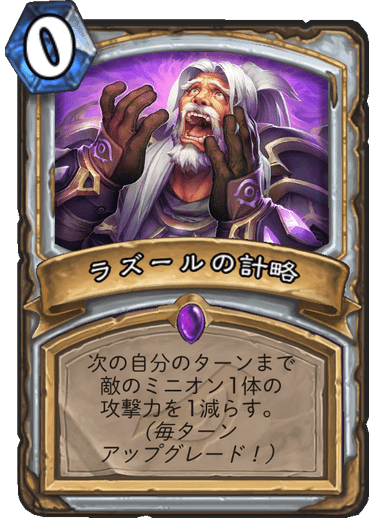 0
ラズールの計略
次の自分のターンまで
敵のミニオン1体の
攻撃力を1減らす。
(毎ターン
アップグレード！)